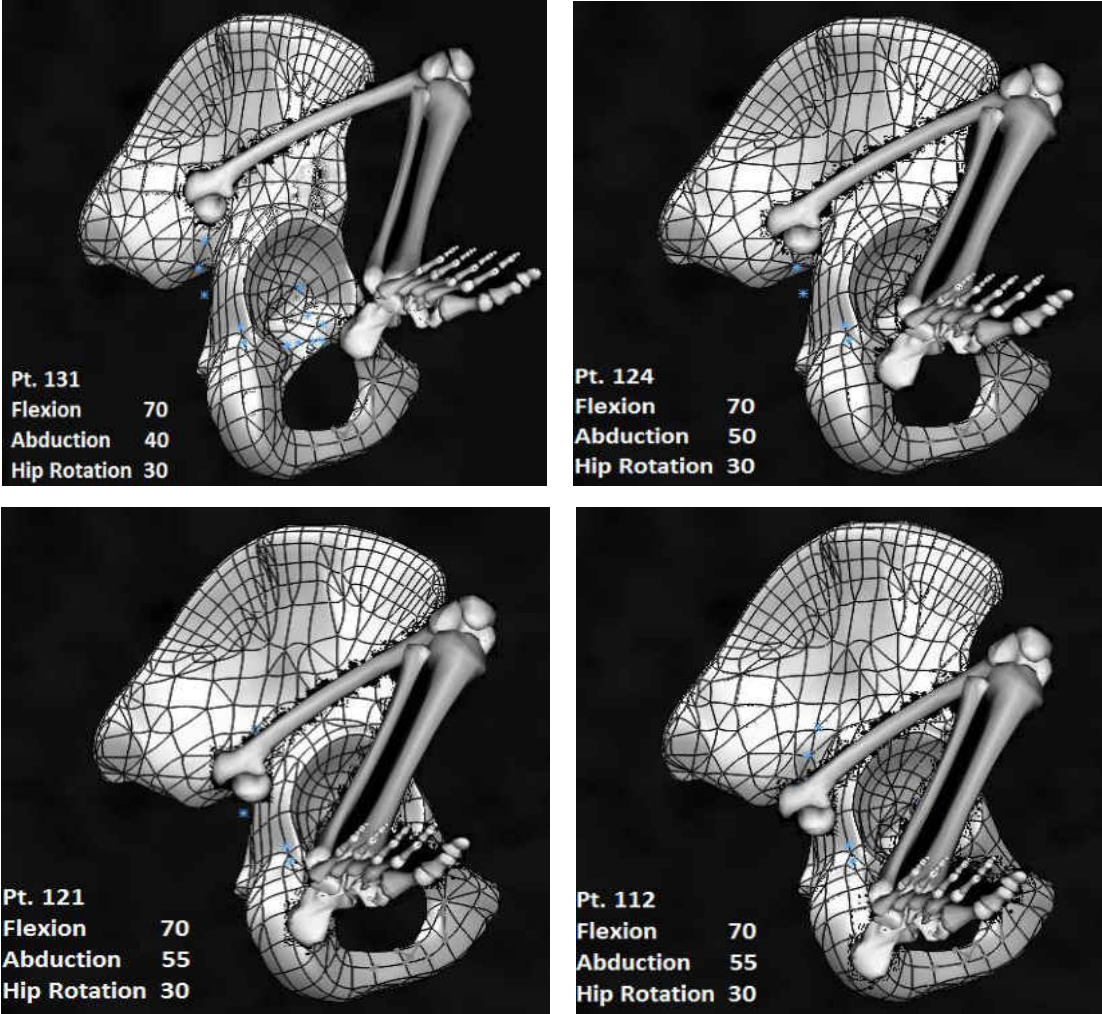 Pt. 131
Flexion 70
Abduction 40
Hip Rotation 30
Pt. 124
Flexion 70
Abduction 50
Hip Rotation 30
Pt. 121
Flexion 70
Abduction 55
Hip Rotation 30
Pt. 112
Flexion 70
Abduction 55
Hip Rotation 30